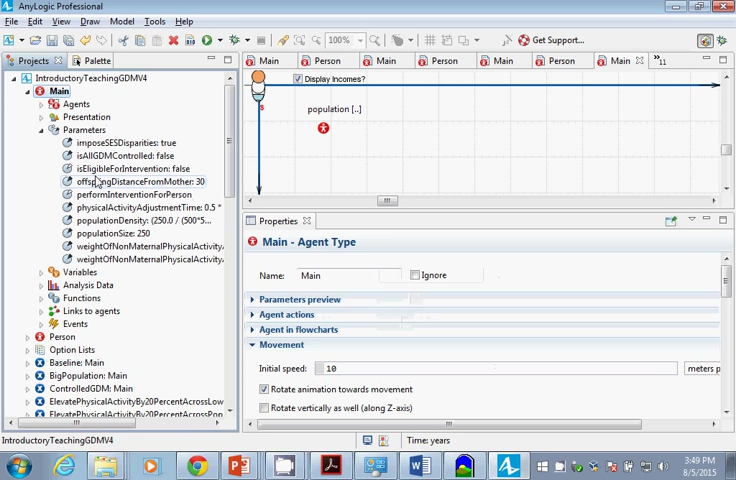 AnyLogic Professional
File Edit View Draw Model Tools Help
100% Get Support...
Projects Palette
Main Person Main Person Main Person Main 11
IntroductoryTeachingGDMV4
Main
Agents
Presentation
Parameters
imposeSESDisparities: true
isAllGDMControlled: false
isEligibleForIntervention: false
offspringDistanceFromMother: 30
performInterventionForPerson
physicalActivityAdjustmentTime: 0.5 *
populationDensity: (250.0 / (500*5...
populationSize: 250
weightOfNonMaternalPhysicalActivity
weightOfNonMaternalPhysicalActivity
Variables
Analysis Data
Functions
Links to agents
Events
Person
Option Lists
Baseline: Main
BigPopulation: Main
ControlledGDM: Main
ElevatePhysicalActivityBy20PercentAcrossLow
ElevatePhysicalActivityBy20PercentAcrossPop
Display Incomes?
population [..]
Properties
Main - Agent Type
Name: Main Ignore
Parameters preview
Agent actions
Agent in flowcharts
Movement
Initial speed: 10 meters p
Rotate animation towards movement
Rotate vertically as well (along Z-axis)
IntroductoryTeachingGDMV4
Time: years
3:49 PM
8/5/2015